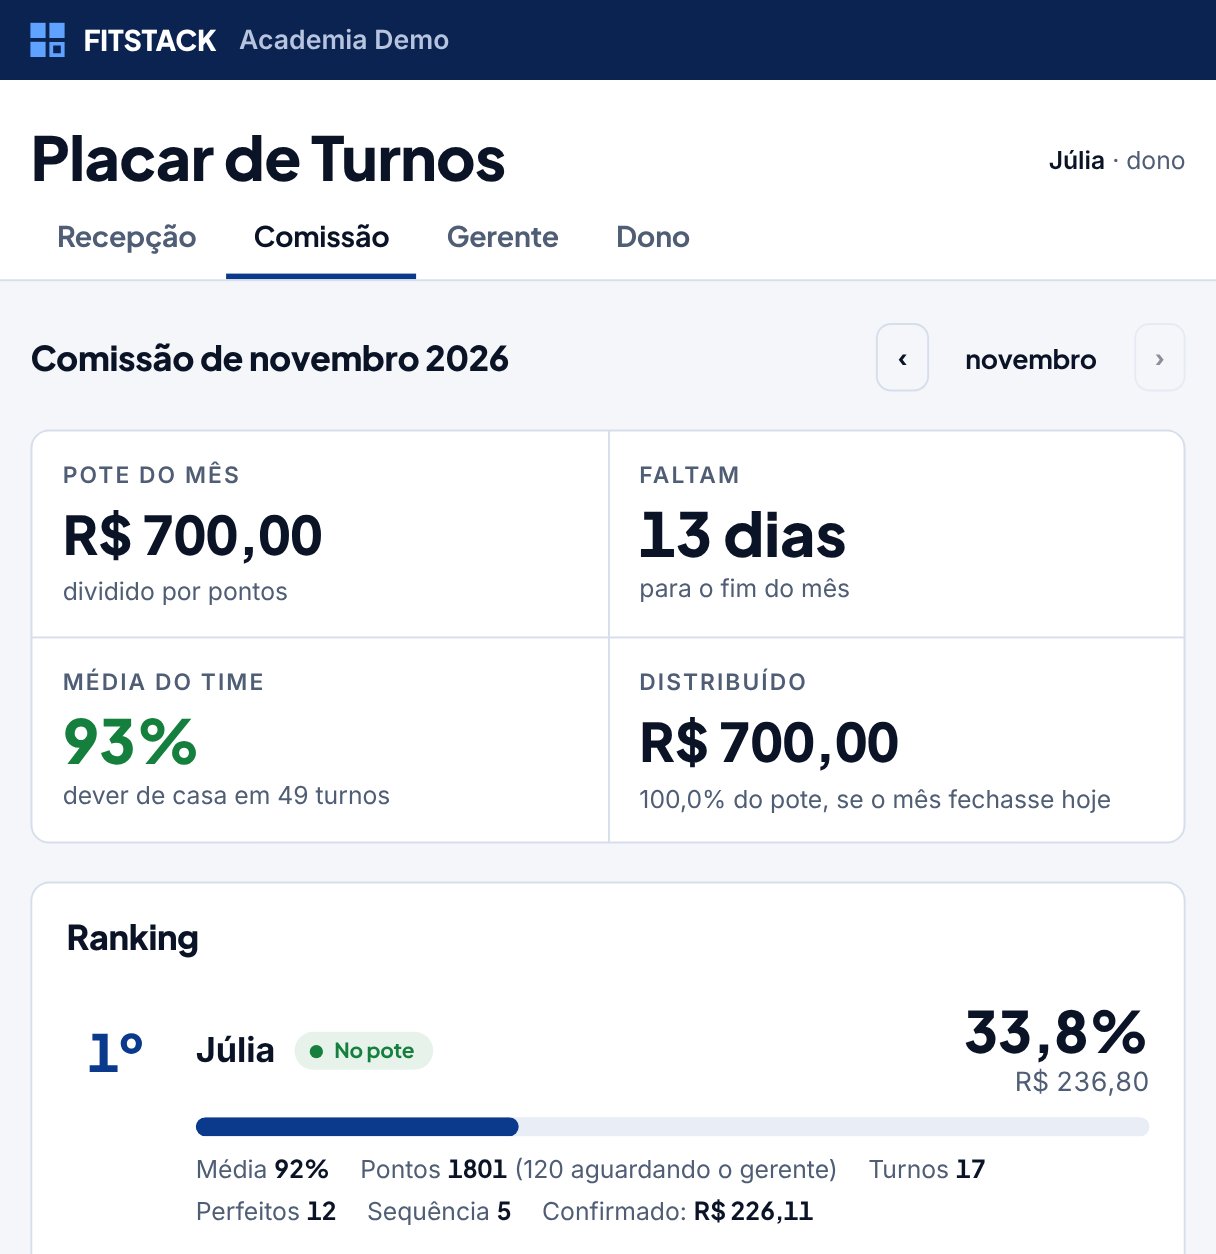 FITSTACK Academia Demo
Placar de Turnos
Júlia · dono
Recepção Comissão Gerente Dono
Comissão de novembro 2026
‹ novembro ›
POTE DO MÊS
R$ 700,00
dividido por pontos
FALTAM
13 dias
para o fim do mês
MÉDIA DO TIME
93%
dever de casa em 49 turnos
DISTRIBUÍDO
R$ 700,00
100,0% do pote, se o mês fechasse hoje
Ranking
1º Júlia No pote
33,8%
R$ 236,80
Média 92% Pontos 1801 (120 aguardando o gerente) Turnos 17
Perfeitos 12 Sequência 5 Confirmado: R$ 226,11